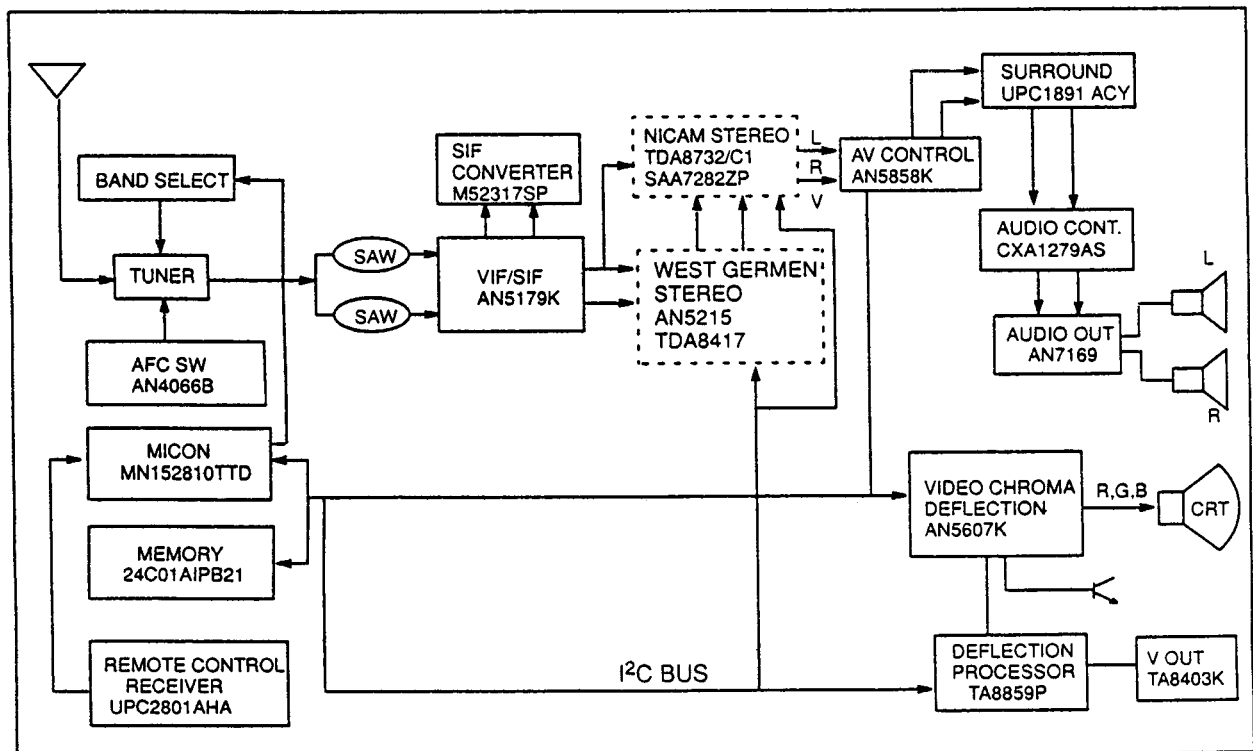 SURROUND
UPC1891 ACY
NICAM STEREO
TDA8732/C1
SAA7282ZP
L
R
V
AV CONTROL
AN5858K
SIF
CONVERTER
M52317SP
BAND SELECT
TUNER
SAW
SAW
VIF/SIF
AN5179K
WEST GERMEN
STEREO
AN5215
TDA8417
AUDIO CONT.
CXA1279AS
L
AUDIO OUT
AN7169
R
AFC SW
AN4066B
MICON
MN152810TTD
MEMORY
24C01AIPB21
VIDEO CHROMA
DEFLECTION
AN5607K
R,G,B
CRT
REMOTE CONTROL
RECEIVER
UPC2801AHA
I²C BUS
DEFLECTION
PROCESSOR
TA8859P
V OUT
TA8403K